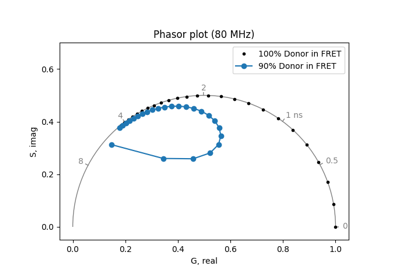 Phasor plot (80 MHz)
100% Donor in FRET
90% Donor in FRET
S, imag
0.6
0.4
0.2
0.0
8
4
2
1 ns
0.5
0
0.0 0.2 0.4 0.6 0.8 1.0
G, real